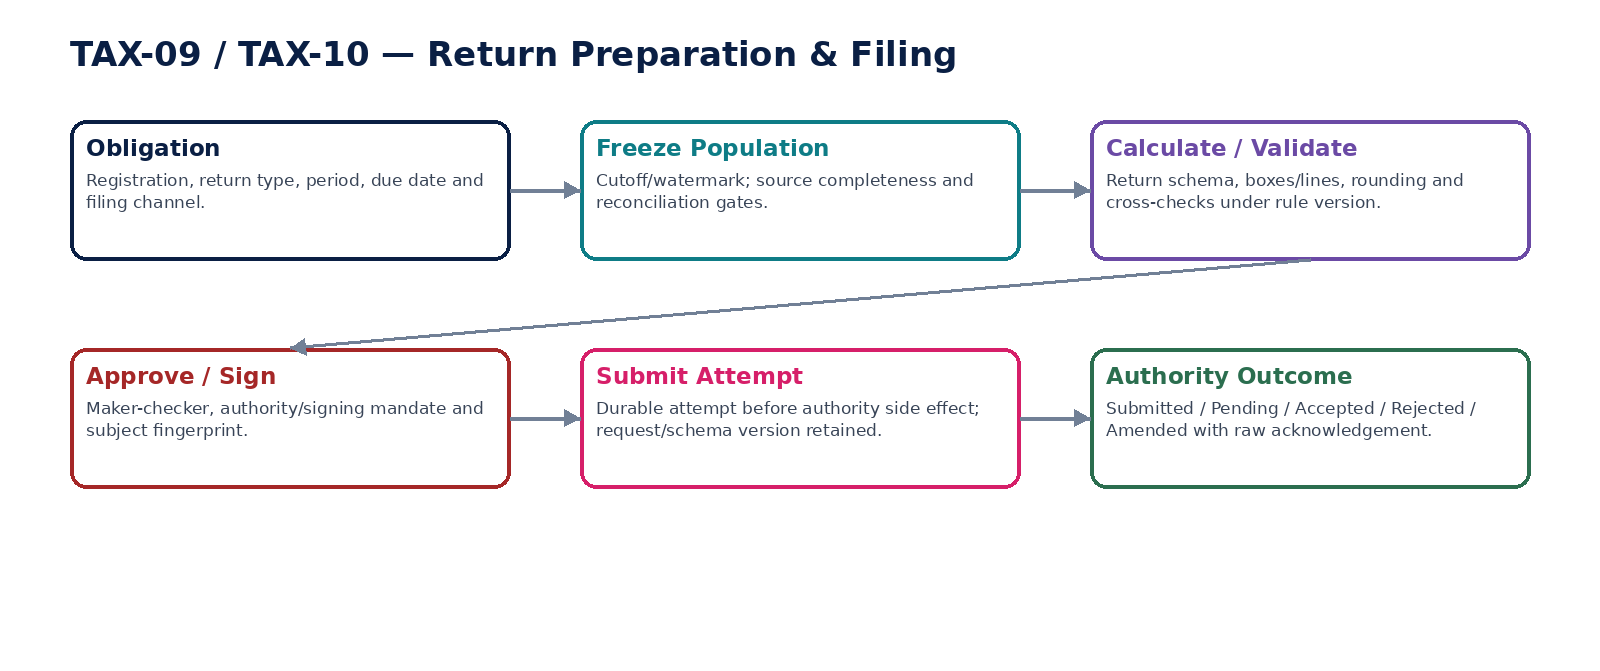 TAX-09 / TAX-10 — Return Preparation & Filing
Obligation
Registration, return type, period, due date and
filing channel.
Freeze Population
Cutoff/watermark; source completeness and
reconciliation gates.
Calculate / Validate
Return schema, boxes/lines, rounding and
cross-checks under rule version.
Approve / Sign
Maker-checker, authority/signing mandate and
subject fingerprint.
Submit Attempt
Durable attempt before authority side effect;
request/schema version retained.
Authority Outcome
Submitted / Pending / Accepted / Rejected /
Amended with raw acknowledgement.